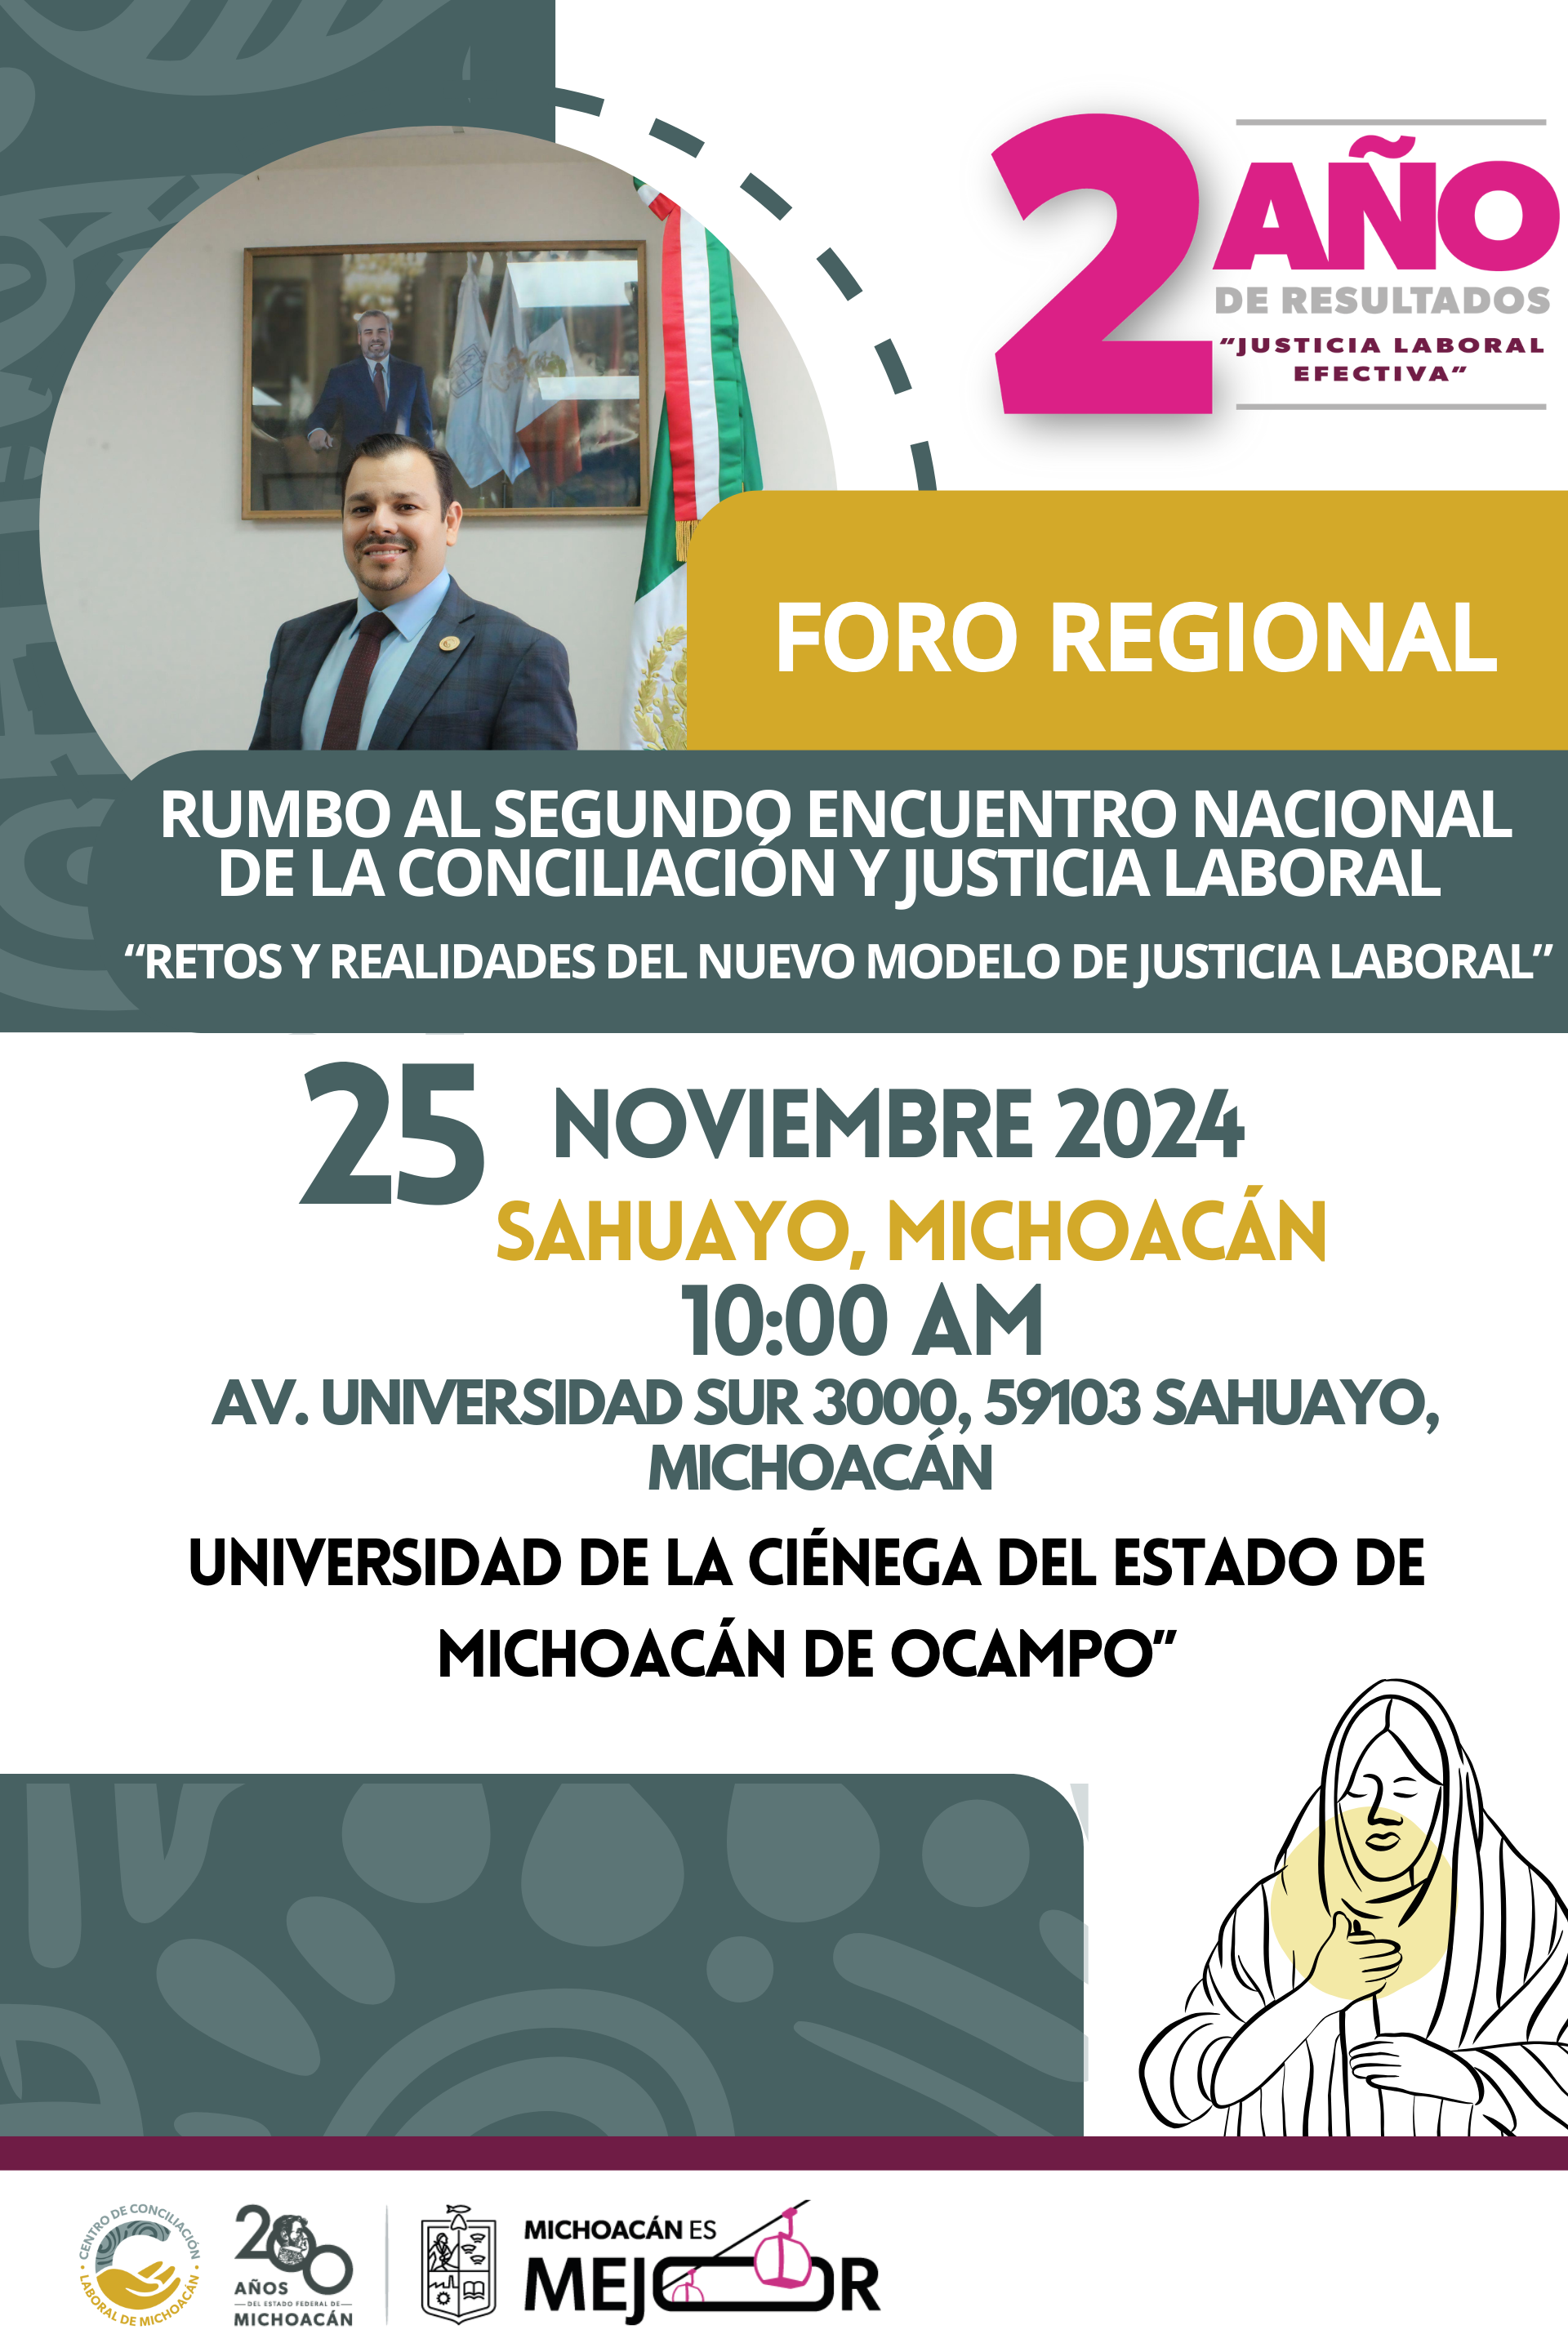 2 AÑO
DE RESULTADOS
“JUSTICIA LABORAL
EFECTIVA”
FORO REGIONAL
RUMBO AL SEGUNDO ENCUENTRO NACIONAL
DE LA CONCILIACIÓN Y JUSTICIA LABORAL
“RETOS Y REALIDADES DEL NUEVO MODELO DE JUSTICIA LABORAL”
25 NOVIEMBRE 2024
SAHUAYO, MICHOACÁN
10:00 AM
AV. UNIVERSIDAD SUR 3000, 59103 SAHUAYO,
MICHOACÁN
UNIVERSIDAD DE LA CIÉNEGA DEL ESTADO DE
MICHOACÁN DE OCAMPO”
CENTRO DE CONCILIACIÓN
LABORAL DE MICHOACÁN
200
AÑOS
DEL ESTADO FEDERAL DE
MICHOACÁN
MICHOACÁN ES
MEJOR